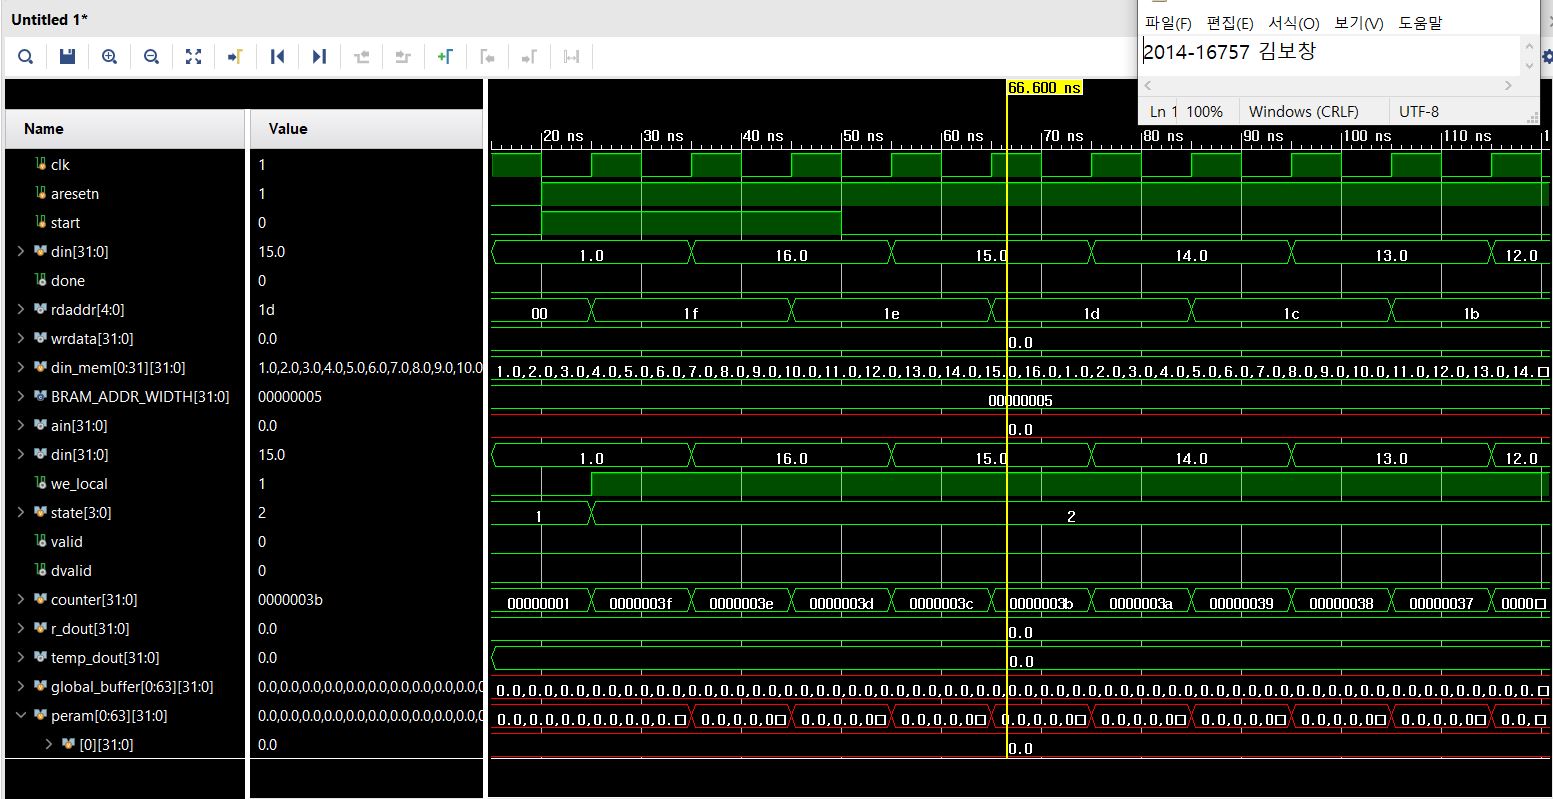 Untitled 1*
파일(F) 편집(E) 서식(O) 보기(V) 도움말
2014-16757 김보창
Ln 1 100% Windows (CRLF) UTF-8
66.600 ns
Name Value
20 ns 30 ns 40 ns 50 ns 60 ns 70 ns 80 ns 90 ns 100 ns 110 ns 1
clk 1
aresetn 1
start 0
din[31:0] 15.0 1.0 16.0 15.0 14.0 13.0 12.0
done 0
rdaddr[4:0] 1d 00 1f 1e 1d 1c 1b
wrdata[31:0] 0.0 0.0
din_mem[0:31][31:0] 1.0,2.0,3.0,4.0,5.0,6.0,7.0,8.0,9.0,10.0 1.0,2.0,3.0,4.0,5.0,6.0,7.0,8.0,9.0,10.0,11.0,12.0,13.0,14.0,15.0,16.0,1.0,2.0,3.0,4.0,5.0,6.0,7.0,8.0,9.0,10.0,11.0,12.0,13.0,14.
BRAM_ADDR_WIDTH[31:0] 00000005 00000005
ain[31:0] 0.0 0.0
din[31:0] 15.0 1.0 16.0 15.0 14.0 13.0 12.0
we_local 1
state[3:0] 2 1 2
valid 0
dvalid 0
counter[31:0] 0000003b 00000001 0000003f 0000003e 0000003d 0000003c 0000003b 0000003a 00000039 00000038 00000037 0000
r_dout[31:0] 0.0 0.0
temp_dout[31:0] 0.0 0.0
global_buffer[0:63][31:0] 0.0,0.0,0.0,0.0,0.0,0.0,0.0,0.0,0.0,0.0,0 0.0,0.0,0.0,0.0,0.0,0.0,0.0,0.0,0.0,0.0,0.0,0.0,0.0,0.0,0.0,0.0,0.0,0.0,0.0,0.0,0.0,0.0,0.0,0.0,0.0,0.0,0.0,0.0,0.0,0.0,0.0,0.0,0.
peram[0:63][31:0] 0.0,0.0,0.0,0.0,0.0,0.0,0.0,0.0,0.0,0.0,0 0.0,0.0,0.0,0.0,0.0,0. 0.0,0.0,0.0,0 0.0,0.0,0.0,0 0.0,0.0,0.0,0 0.0,0.0,0.0,0 0.0,0.0,0.0,0 0.0,0.0,0.0,0 0.0,0.0,0.0,0 0.0,0.0,0.0,0 0.0,
[0][31:0] 0.0 0.0